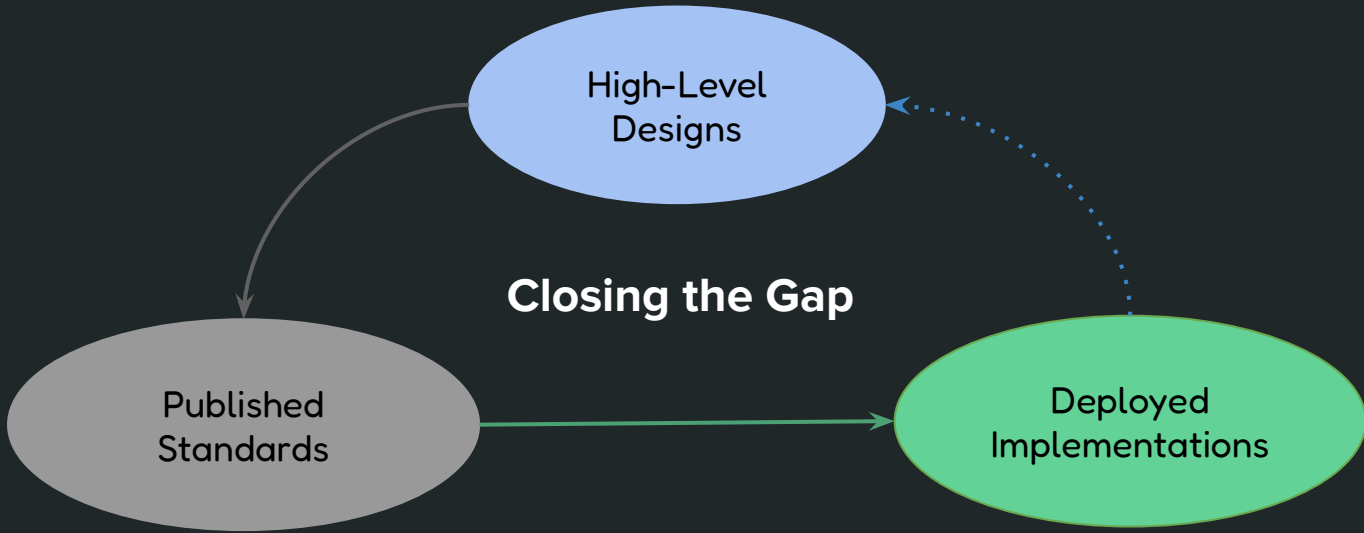 High-Level
Designs
Closing the Gap
Published
Standards
Deployed
Implementations